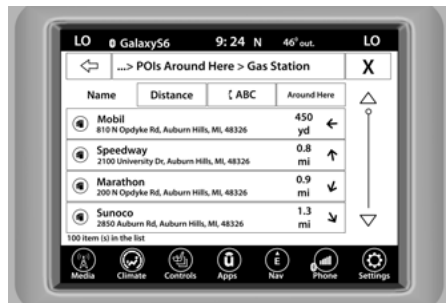 LO GalaxyS6 9:24 N 46° out. LO
...> POIs Around Here > Gas Station X
Name Distance ABC Around Here
Mobil 450 yd
810 N Opdyke Rd, Auburn Hills, MI, 48326
Speedway 0.8 mi
2100 University Dr, Auburn Hills, MI, 48326
Marathon 0.9 mi
200 N Opdyke Rd, Auburn Hills, MI, 48326
Sunoco 1.3 mi
2850 Auburn Rd, Auburn Hills, MI, 48326
100 item (s) in the list
Media Climate Controls Apps Nav Phone Settings